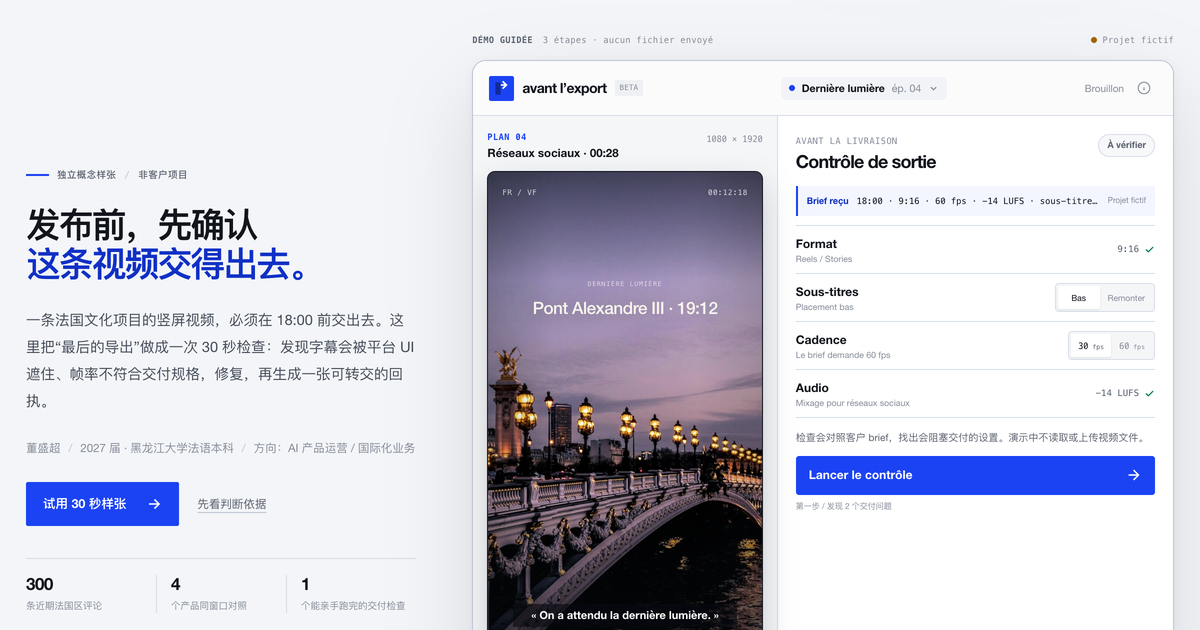 独立概念样张 / 非客户项目
发布前，先确认
这条视频交得出去。
一条法国文化项目的竖屏视频，必须在 18:00 前交出去。这
里把“最后的导出”做成一次 30 秒检查：发现字幕会被平台 UI
遮住、帧率不符合交付规格，修复，再生成一张可转交的回
执。
董盛超 / 2027 届 · 黑龙江大学法语本科 / 方向：AI 产品运营 / 国际化业务
试用 30 秒样张 →
先看判断依据
300
条近期法国区评论
4
个产品同窗口对照
1
个能亲手跑完的交付检查
DÉMO GUIDÉE 3 étapes · aucun fichier envoyé
Projet fictif
avant l’export BETA
Dernière lumière ép. 04
Brouillon
PLAN 04
1080 × 1920
Réseaux sociaux · 00:28
FR / VF
00:12:18
DERNIÈRE LUMIÈRE
Pont Alexandre III · 19:12
« On a attendu la dernière lumière. »
AVANT LA LIVRAISON
Contrôle de sortie
À vérifier
Brief reçu 18:00 · 9:16 · 60 fps · −14 LUFS · sous-titre… Projet fictif
Format
Reels / Stories
9:16 ✓
Sous-titres
Placement bas
Bas Remonter
Cadence
Le brief demande 60 fps
30 fps 60 fps
Audio
Mixage pour réseaux sociaux
−14 LUFS ✓
检查会对照客户 brief，找出会阻塞交付的设置。演示中不读取或上传视频文件。
Lancer le contrôle →
第一步 / 发现 2 个交付问题